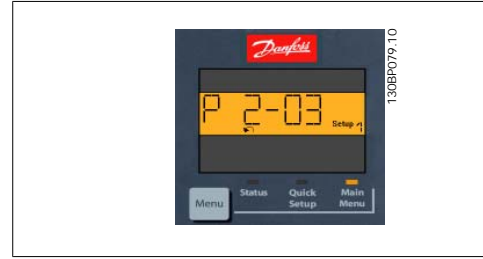 Danfoss
P 2-03
Setup 1
Menu
Status
Quick Setup
Main Menu
130BP079.10